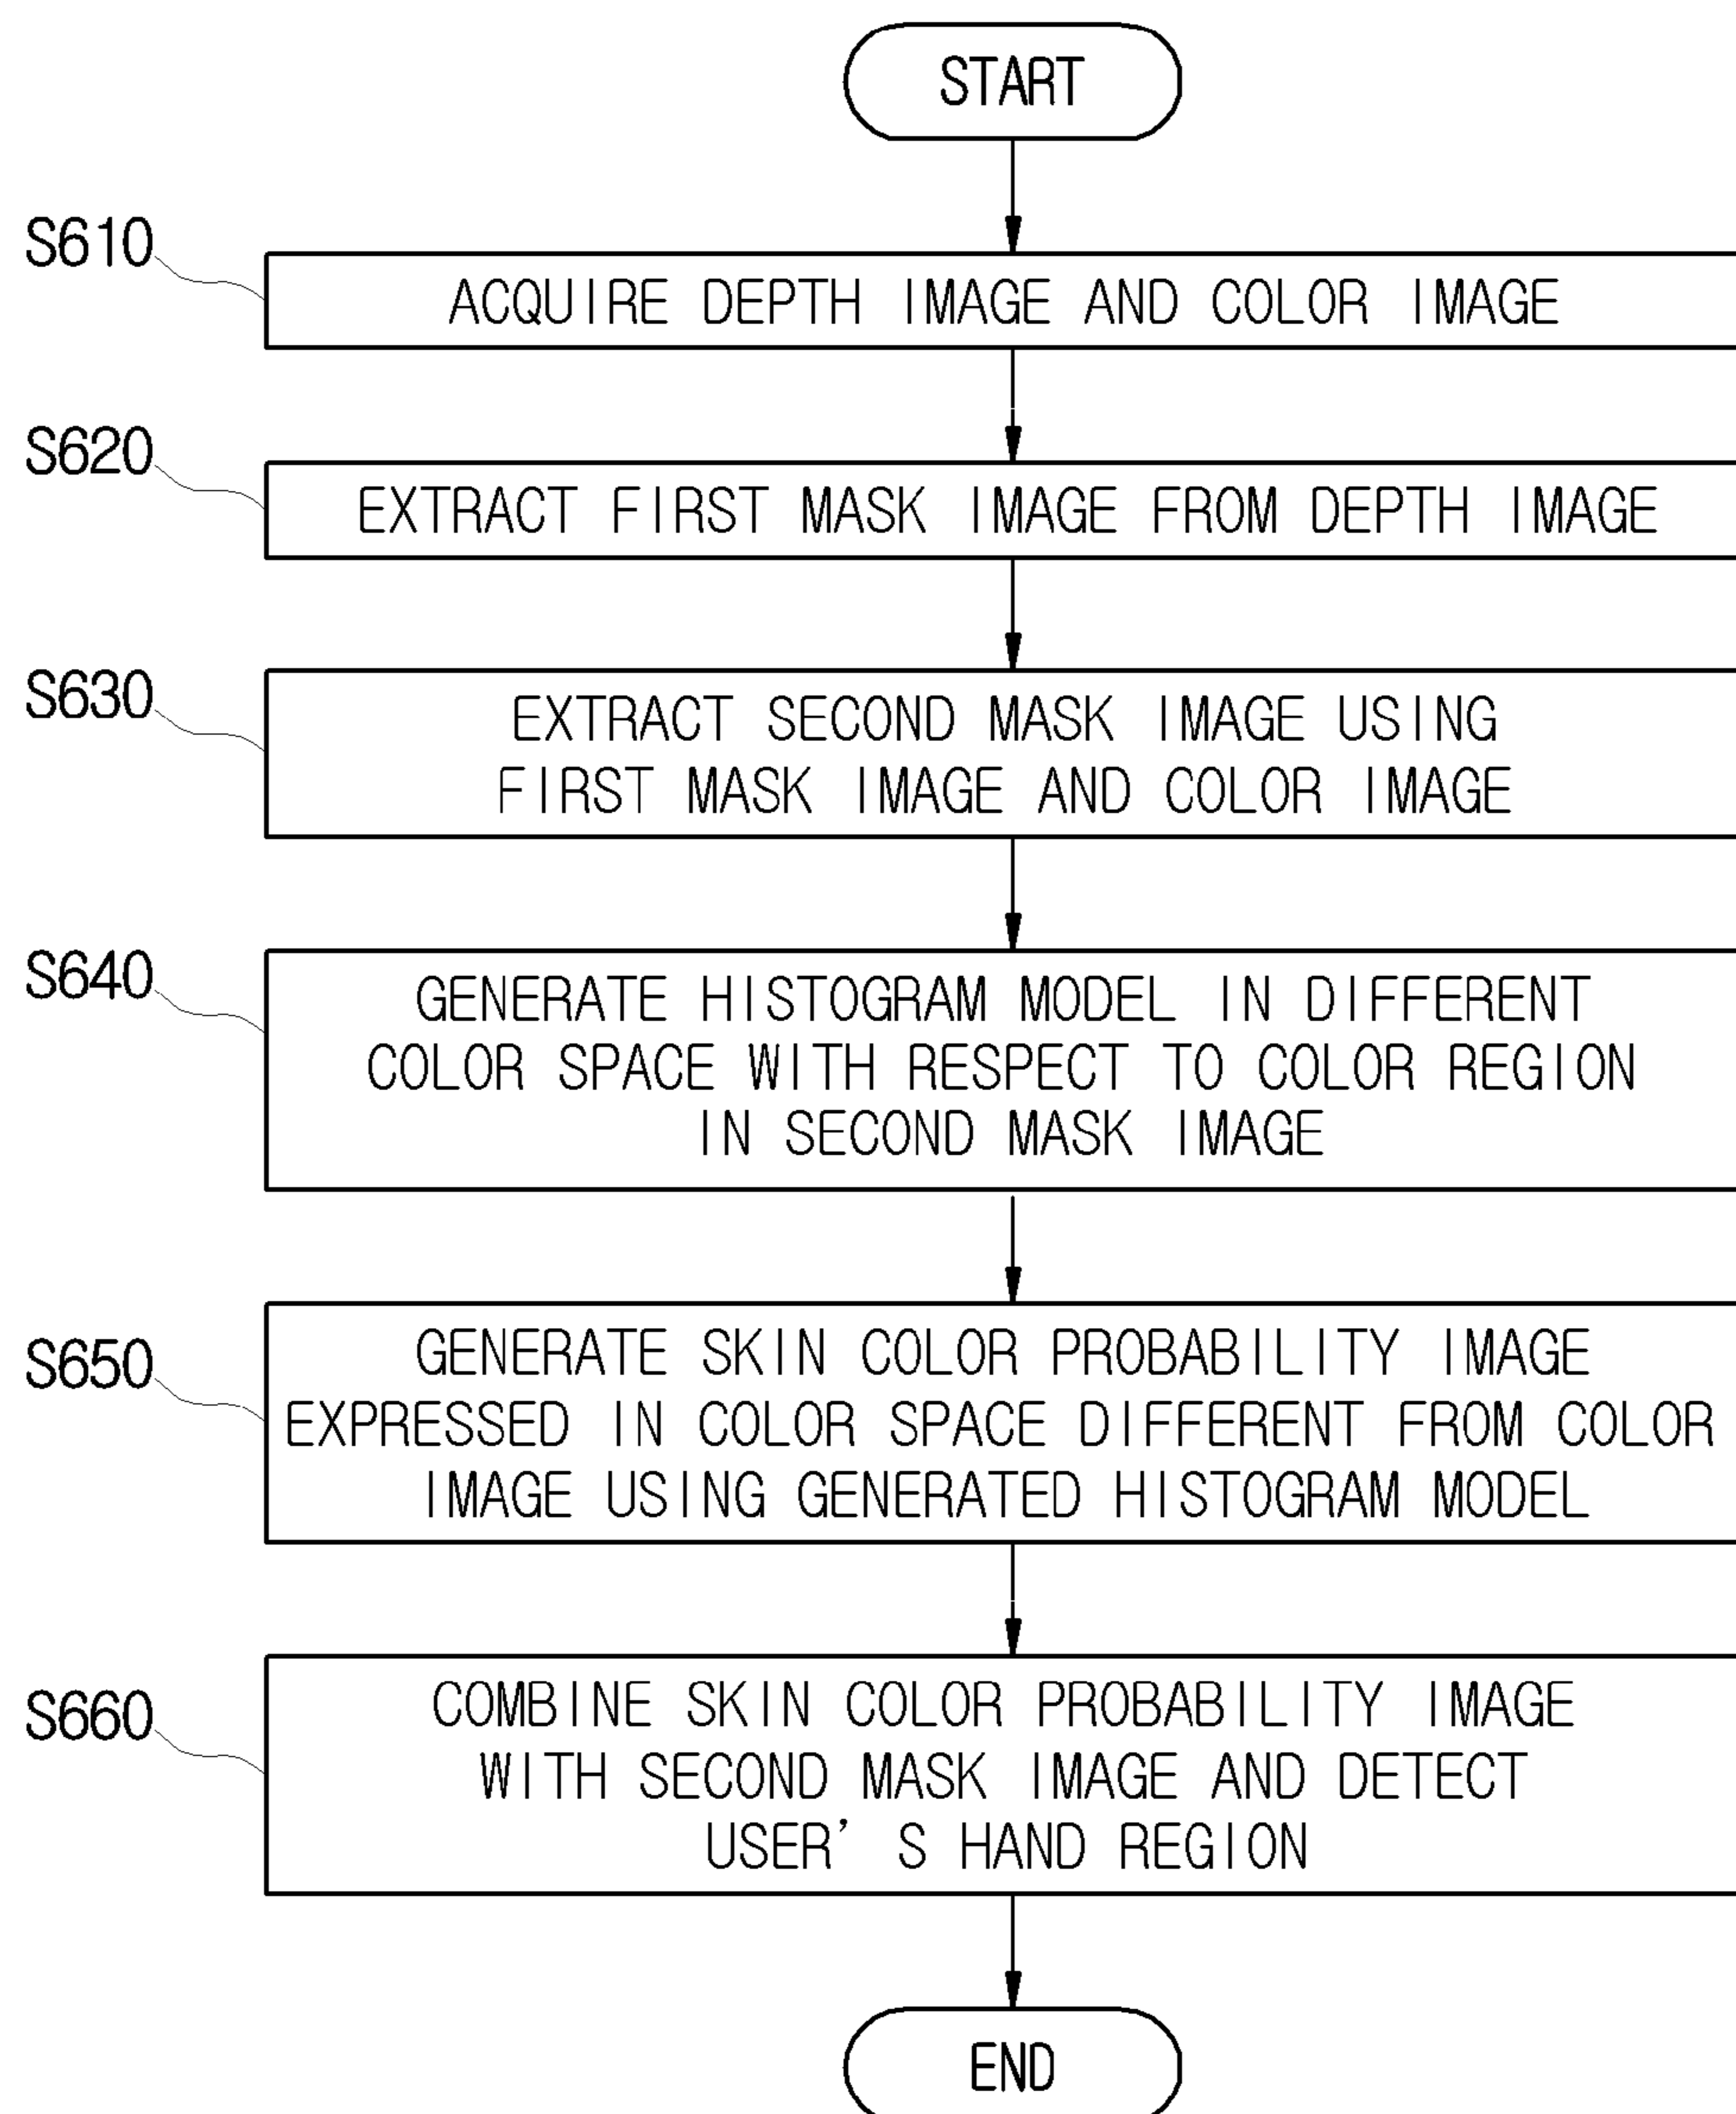 START
S610
ACQUIRE DEPTH IMAGE AND COLOR IMAGE
S620
EXTRACT FIRST MASK IMAGE FROM DEPTH IMAGE
S630
EXTRACT SECOND MASK IMAGE USING
FIRST MASK IMAGE AND COLOR IMAGE
S640
GENERATE HISTOGRAM MODEL IN DIFFERENT
COLOR SPACE WITH RESPECT TO COLOR REGION
IN SECOND MASK IMAGE
S650
GENERATE SKIN COLOR PROBABILITY IMAGE
EXPRESSED IN COLOR SPACE DIFFERENT FROM COLOR
IMAGE USING GENERATED HISTOGRAM MODEL
S660
COMBINE SKIN COLOR PROBABILITY IMAGE
WITH SECOND MASK IMAGE AND DETECT
USER'S HAND REGION
END